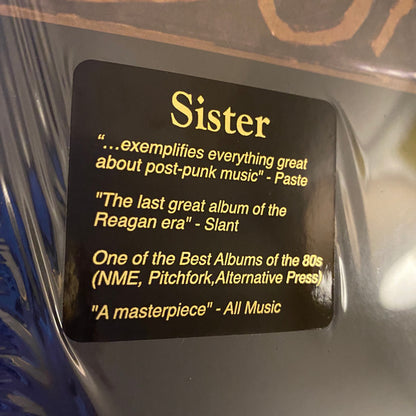 Sister
“...exemplifies everything great
about post-punk music" - Paste
"The last great album of the
Reagan era" - Slant
One of the Best Albums of the 80s
(NME, Pitchfork,Alternative Press)
"A masterpiece" - All Music